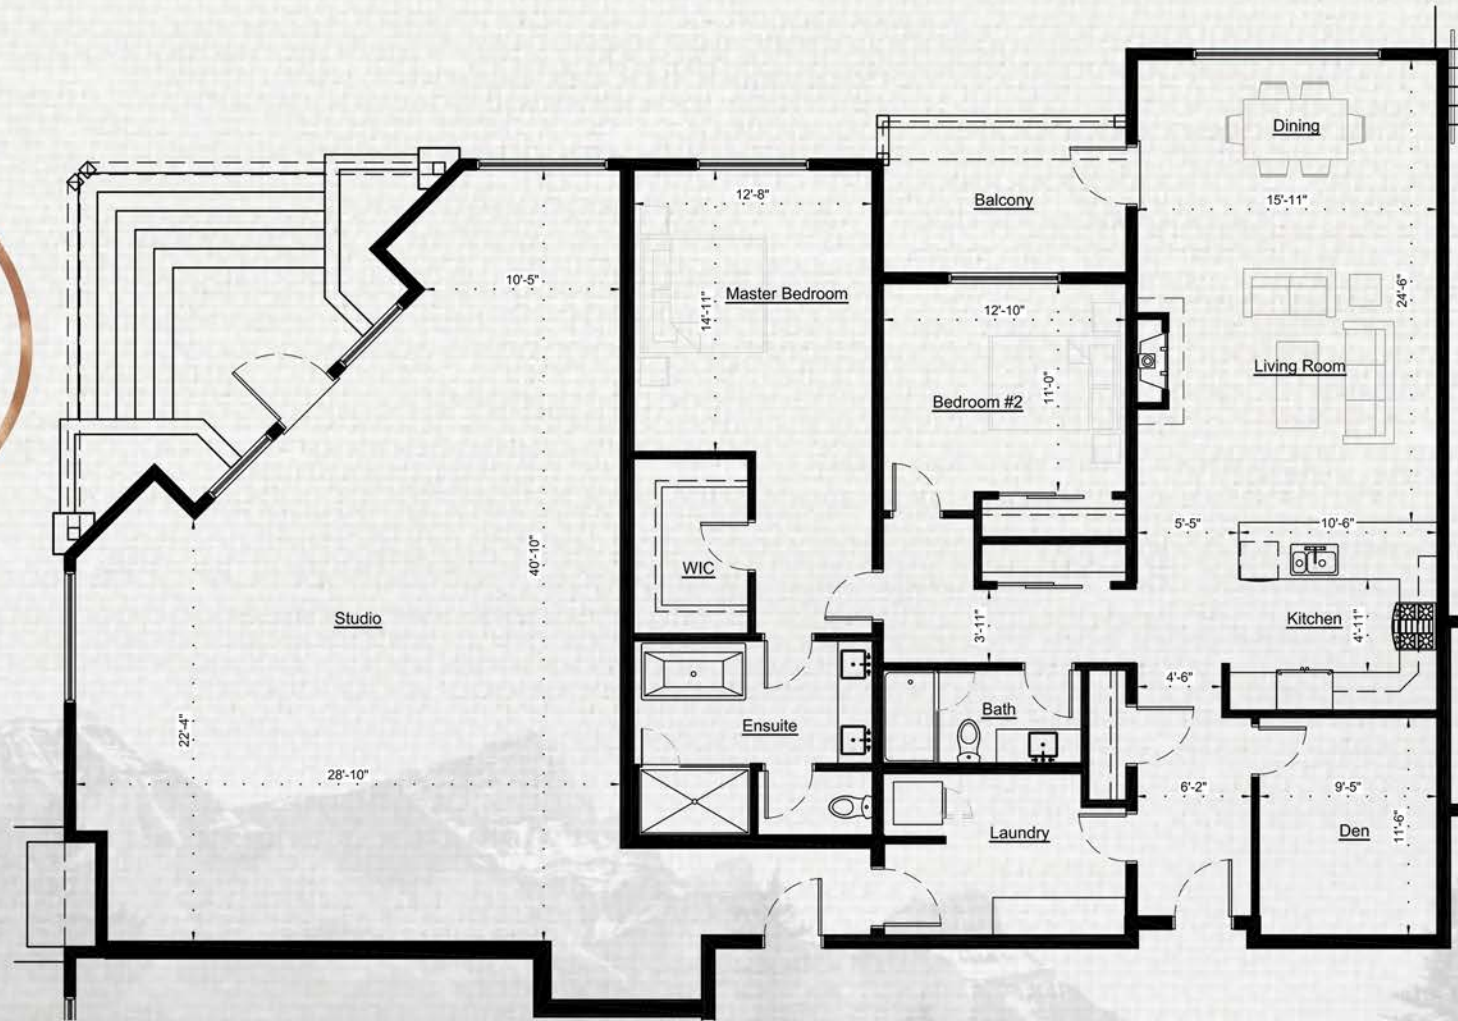 Dining
12'-8"
Balcony
15'-11"
10'-5"
Master Bedroom
14'-11"
12'-10"
24'-6"
Living Room
Bedroom #2
11'-0"
5'-5"
10'-6"
WIC
40'-10"
Studio
Kitchen
4'-11"
3'-11"
4'-6"
Bath
Ensuite
22'-4"
28'-10"
6'-2"
9'-5"
Laundry
Den
11'-6"